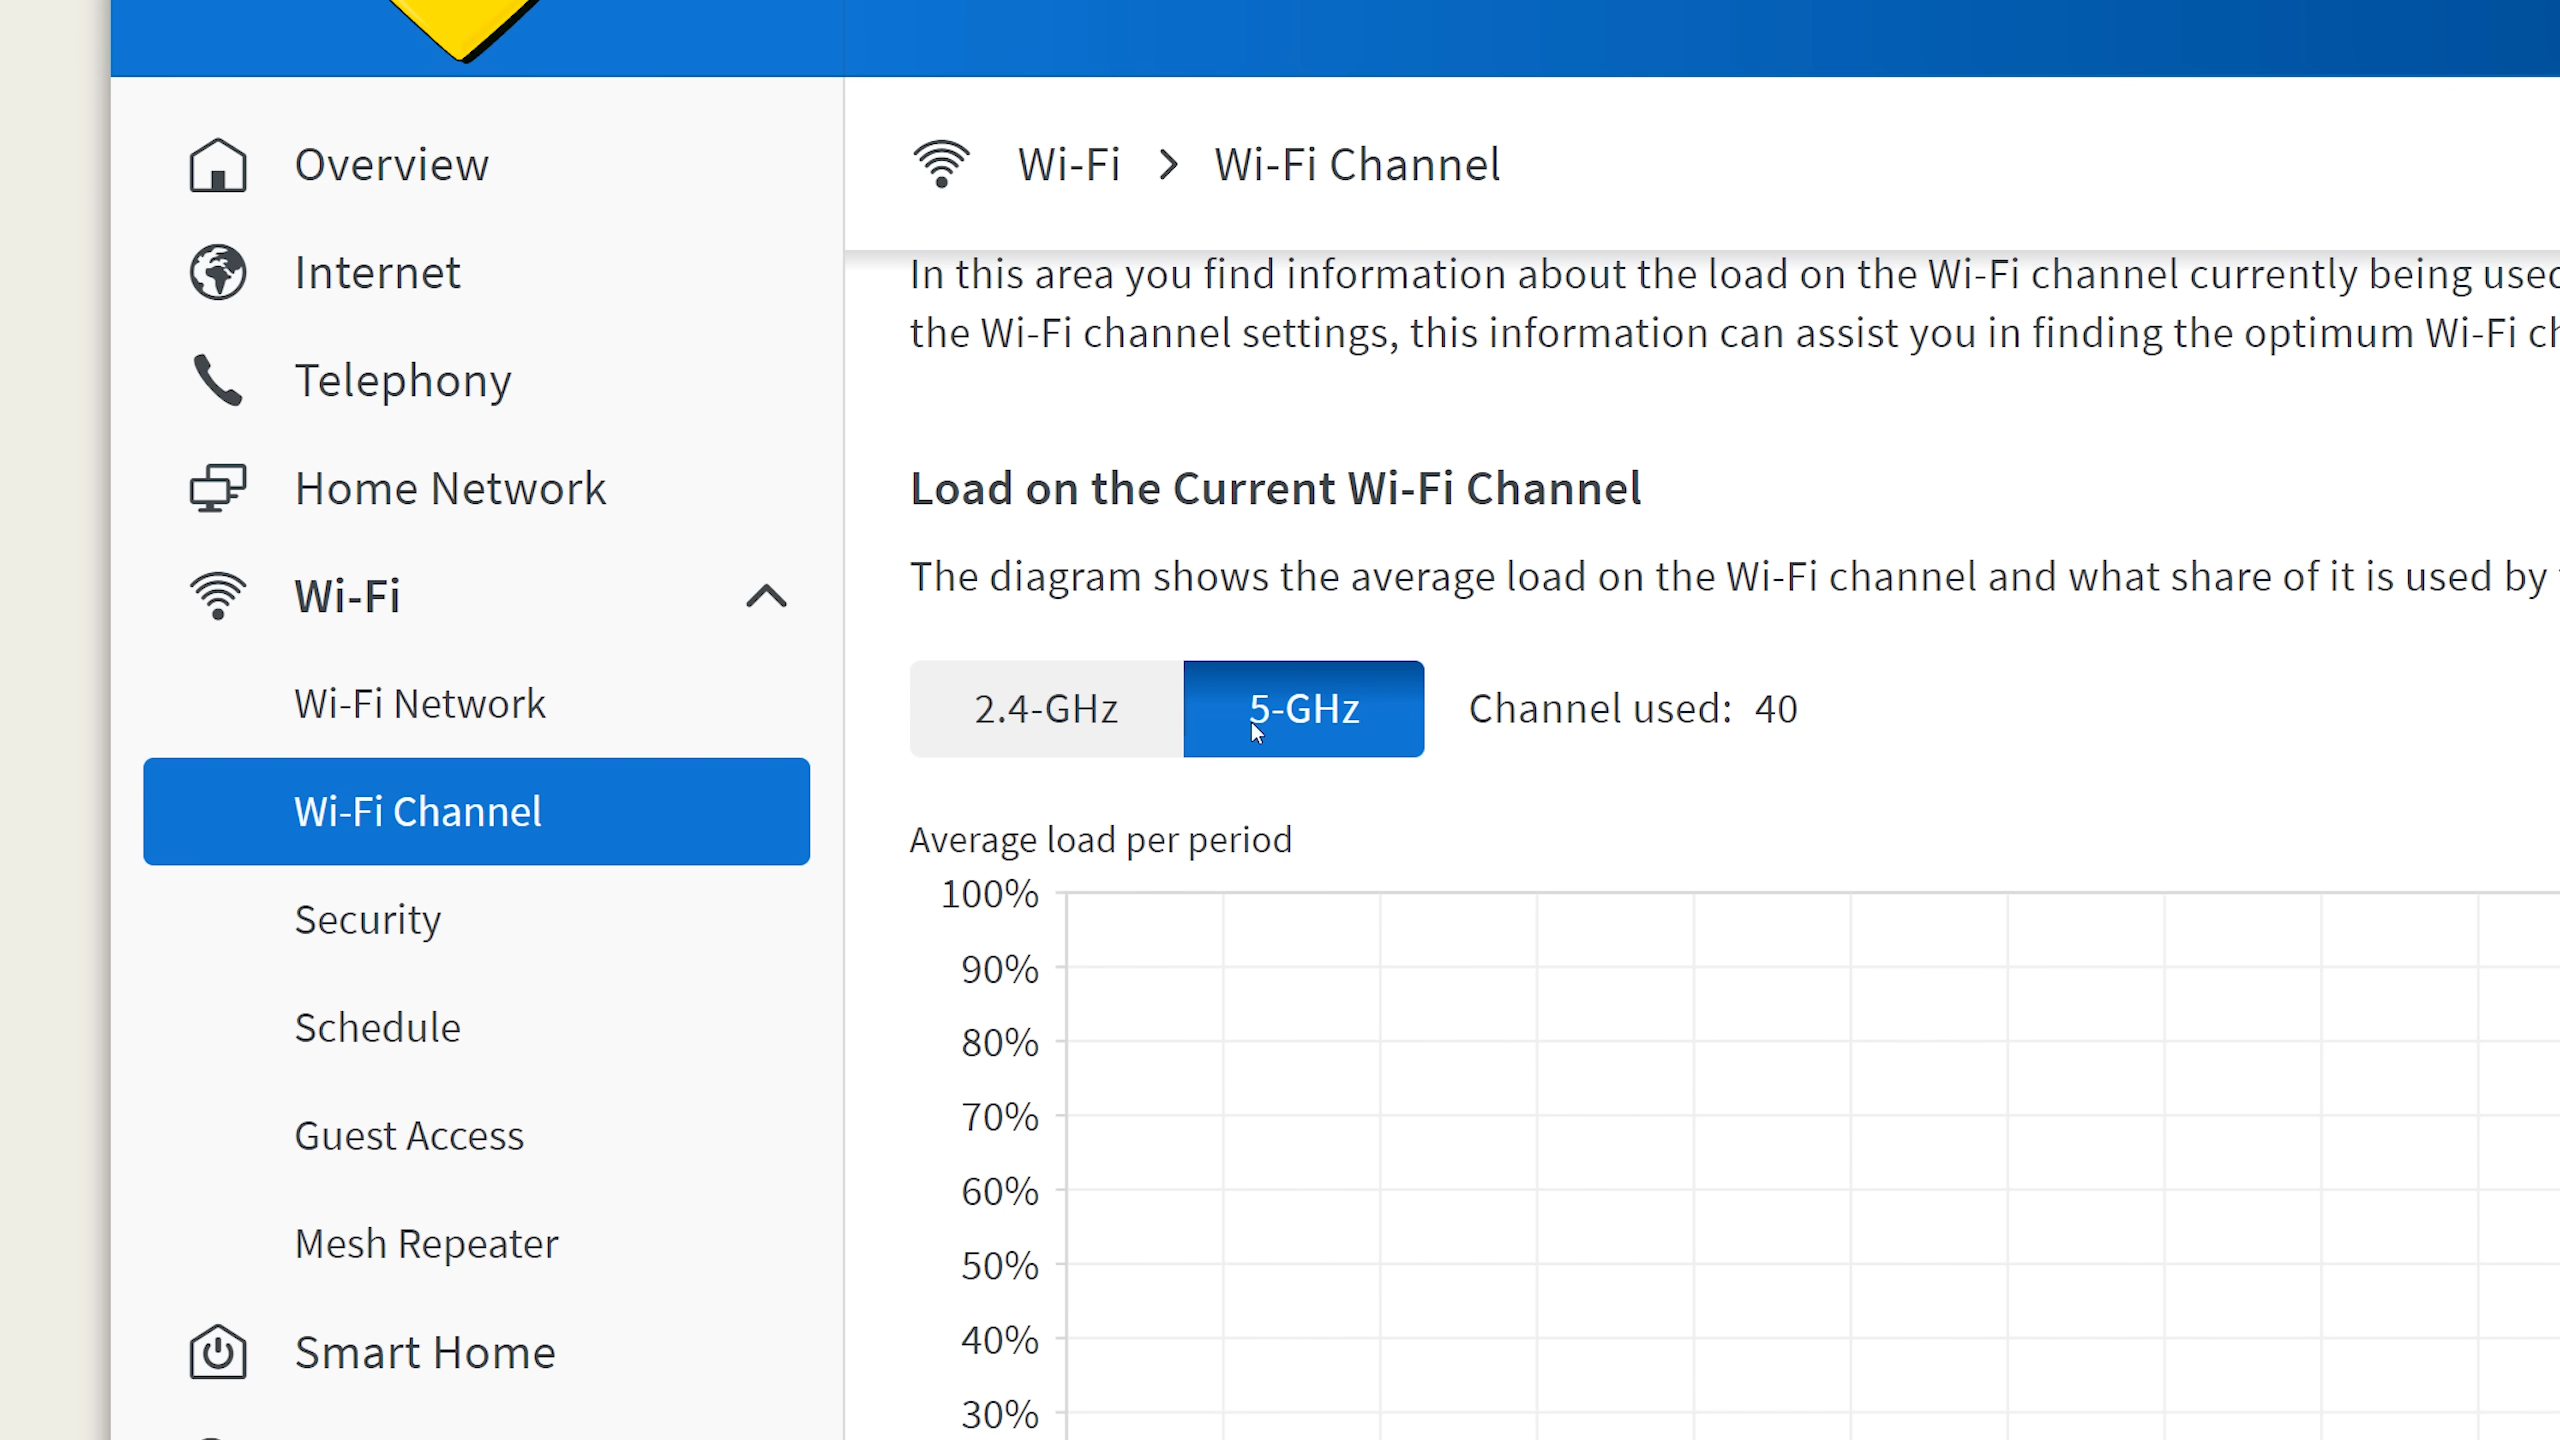 Overview
Internet
Telephony
Home Network
Wi-Fi
Wi-Fi Network
Wi-Fi Channel
Security
Schedule
Guest Access
Mesh Repeater
Smart Home
Wi-Fi > Wi-Fi Channel
In this area you find information about the load on the Wi-Fi channel currently being
the Wi-Fi channel settings, this information can assist you in finding the optimum Wi-Fi
Load on the Current Wi-Fi Channel
The diagram shows the average load on the Wi-Fi channel and what share of it is used by
2.4-GHz 5-GHz Channel used: 40
Average load per period
100%
90%
80%
70%
60%
50%
40%
30%